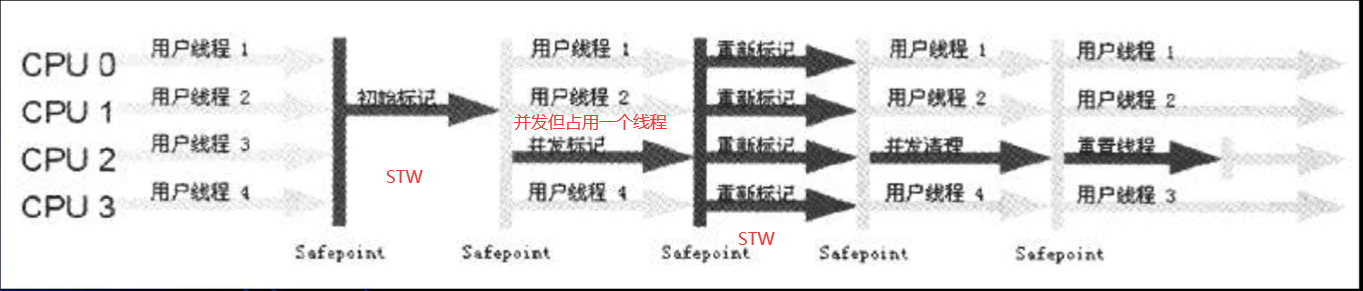 CPU 0 用户线程 1 用户线程 1 重新标记 用户线程 1 用户线程 1
CPU 1 用户线程 2 初始标记 用户线程 2 重新标记 用户线程 2 用户线程 2
并发但占用一个线程
CPU 2 用户线程 3 并发标记 重新标记 并发清理 重置线程
STW
CPU 3 用户线程 4 用户线程 4 重新标记 用户线程 4 用户线程 3
STW
Safepoint Safepoint Safepoint Safepoint Safepoint